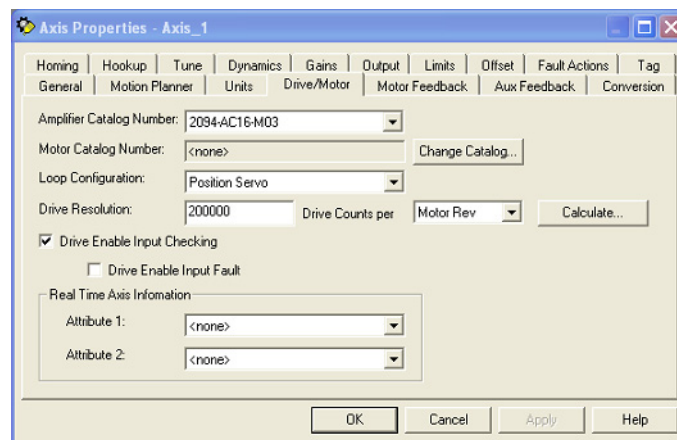 Axis Properties - Axis_1
Homing Hookup Tune Dynamics Gains Output Limits Offset Fault Actions Tag
General Motion Planner Units Drive/Motor Motor Feedback Aux Feedback Conversion
Amplifier Catalog Number: 2094-AC16-M03
Motor Catalog Number: <none> Change Catalog...
Loop Configuration: Position Servo
Drive Resolution: 200000 Drive Counts per Motor Rev Calculate...
Drive Enable Input Checking
Drive Enable Input Fault
Real Time Axis Infomation
Attribute 1: <none>
Attribute 2: <none>
OK Cancel Apply Help